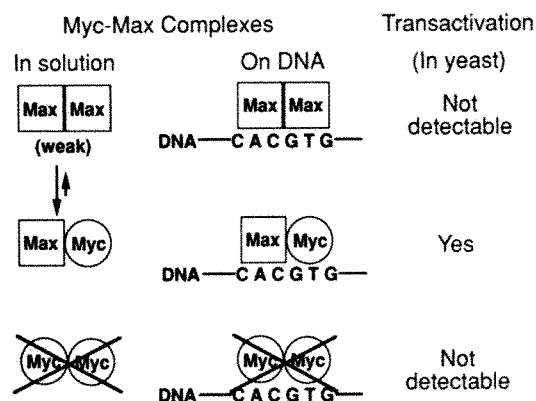 Myc-Max Complexes Transactivation
In solution On DNA (In yeast)
Max Max Max Max Not
detectable
(weak) DNA CACGTG
Max Myc Max Myc Yes
DNA CACGTG
Myc Myc Myc Myc Not
detectable
DNA CACGTG